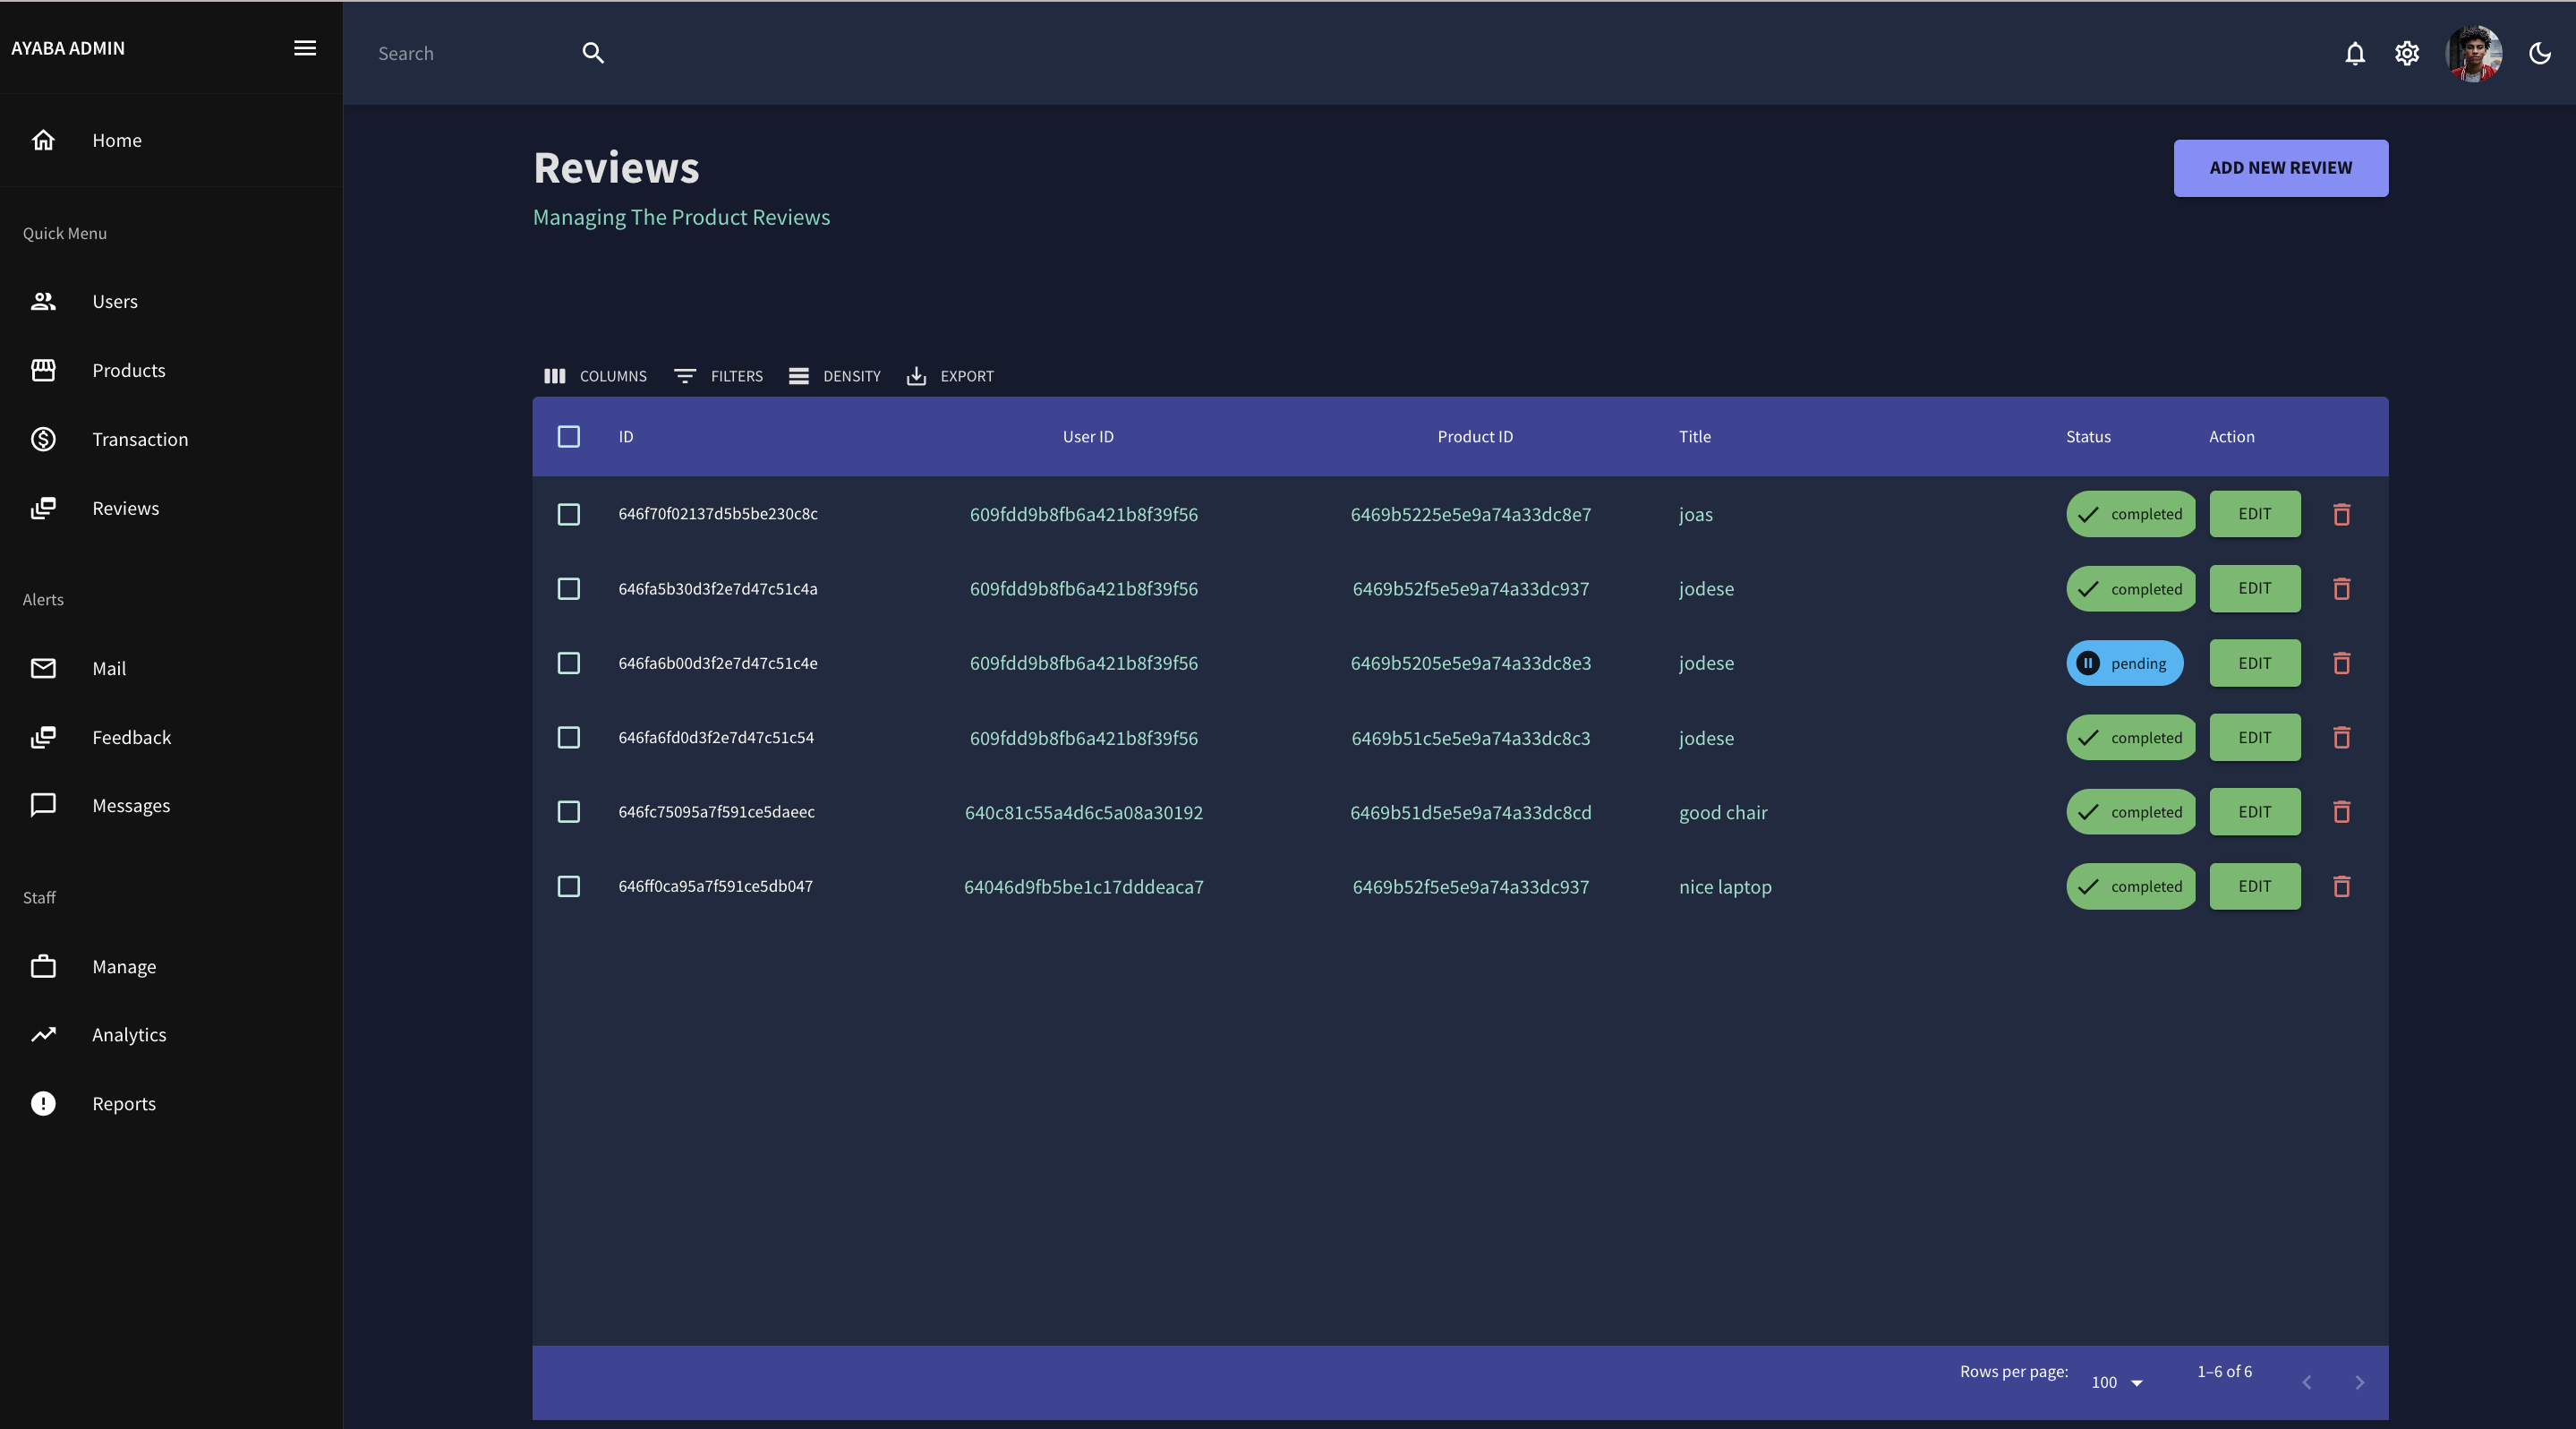 AYABA ADMIN
Search
Home
Quick Menu
Users
Products
Transaction
Reviews
Alerts
Mail
Feedback
Messages
Staff
Manage
Analytics
Reports
Reviews
Managing The Product Reviews
ADD NEW REVIEW
COLUMNS FILTERS DENSITY EXPORT
ID User ID Product ID Title Status Action
646f70f02137d5b5be230c8c 609fdd9b8fb6a421b8f39f56 6469b5225e5e9a74a33dc8e7 joas completed EDIT
646fa5b30d3f2e7d47c51c4a 609fdd9b8fb6a421b8f39f56 6469b52f5e5e9a74a33dc937 jodese completed EDIT
646fa6b00d3f2e7d47c51c4e 609fdd9b8fb6a421b8f39f56 6469b5205e5e9a74a33dc8e3 jodese pending EDIT
646fa6fd0d3f2e7d47c51c54 609fdd9b8fb6a421b8f39f56 6469b51c5e5e9a74a33dc8c3 jodese completed EDIT
646fc75095a7f591ce5daeec 640c81c55a4d6c5a08a30192 6469b51d5e5e9a74a33dc8cd good chair completed EDIT
646ff0ca95a7f591ce5db047 64046d9fb5be1c17dddeaca7 6469b52f5e5e9a74a33dc937 nice laptop completed EDIT
Rows per page: 100 1–6 of 6